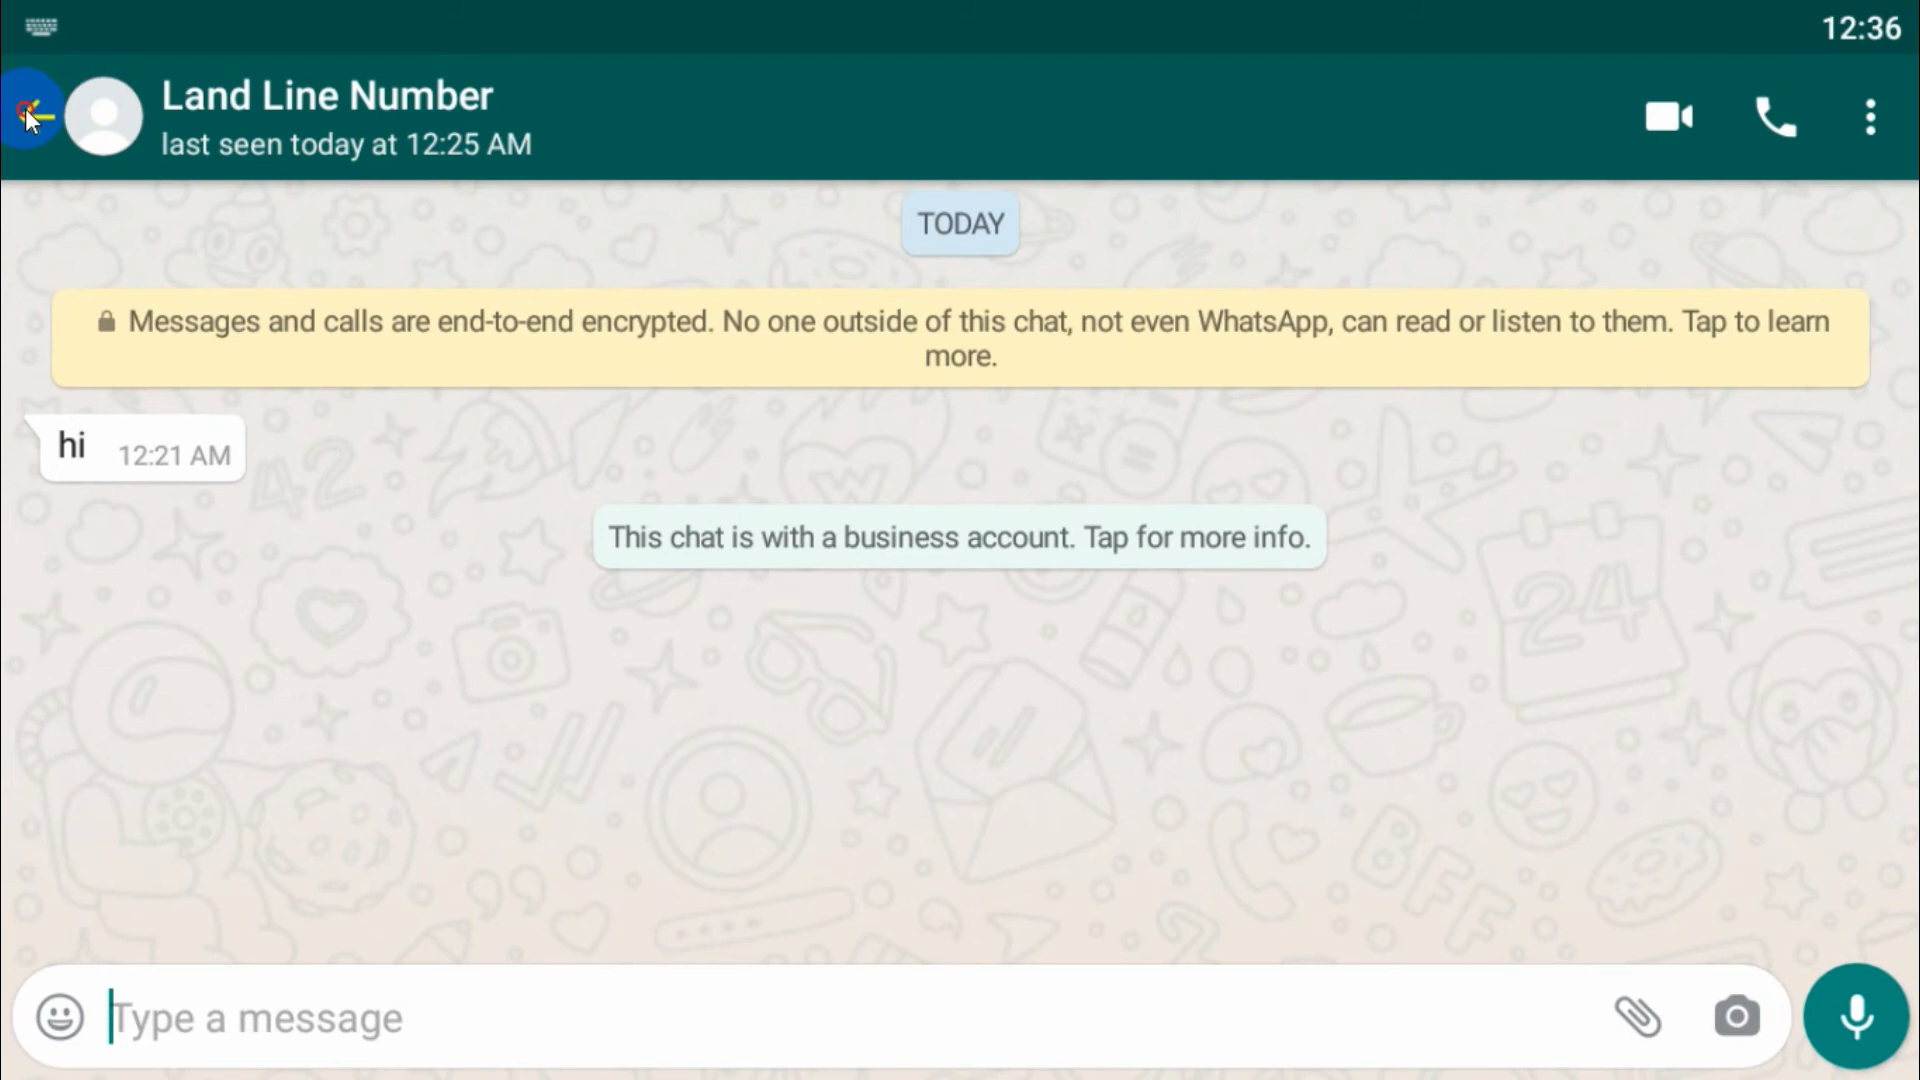 12:36
Land Line Number
last seen today at 12:25 AM
TODAY
Messages and calls are end-to-end encrypted. No one outside of this chat, not even WhatsApp, can read or listen to them. Tap to learn
more.
hi 12:21 AM
This chat is with a business account. Tap for more info.
Type a message